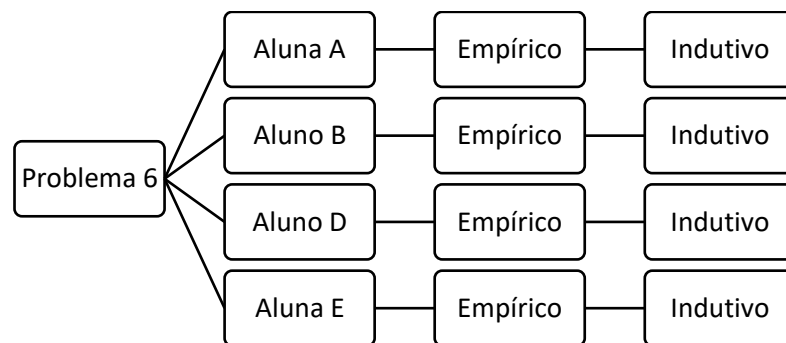 Problema 6
Aluna A
Empírico
Indutivo
Aluno B
Empírico
Indutivo
Aluno D
Empírico
Indutivo
Aluna E
Empírico
Indutivo